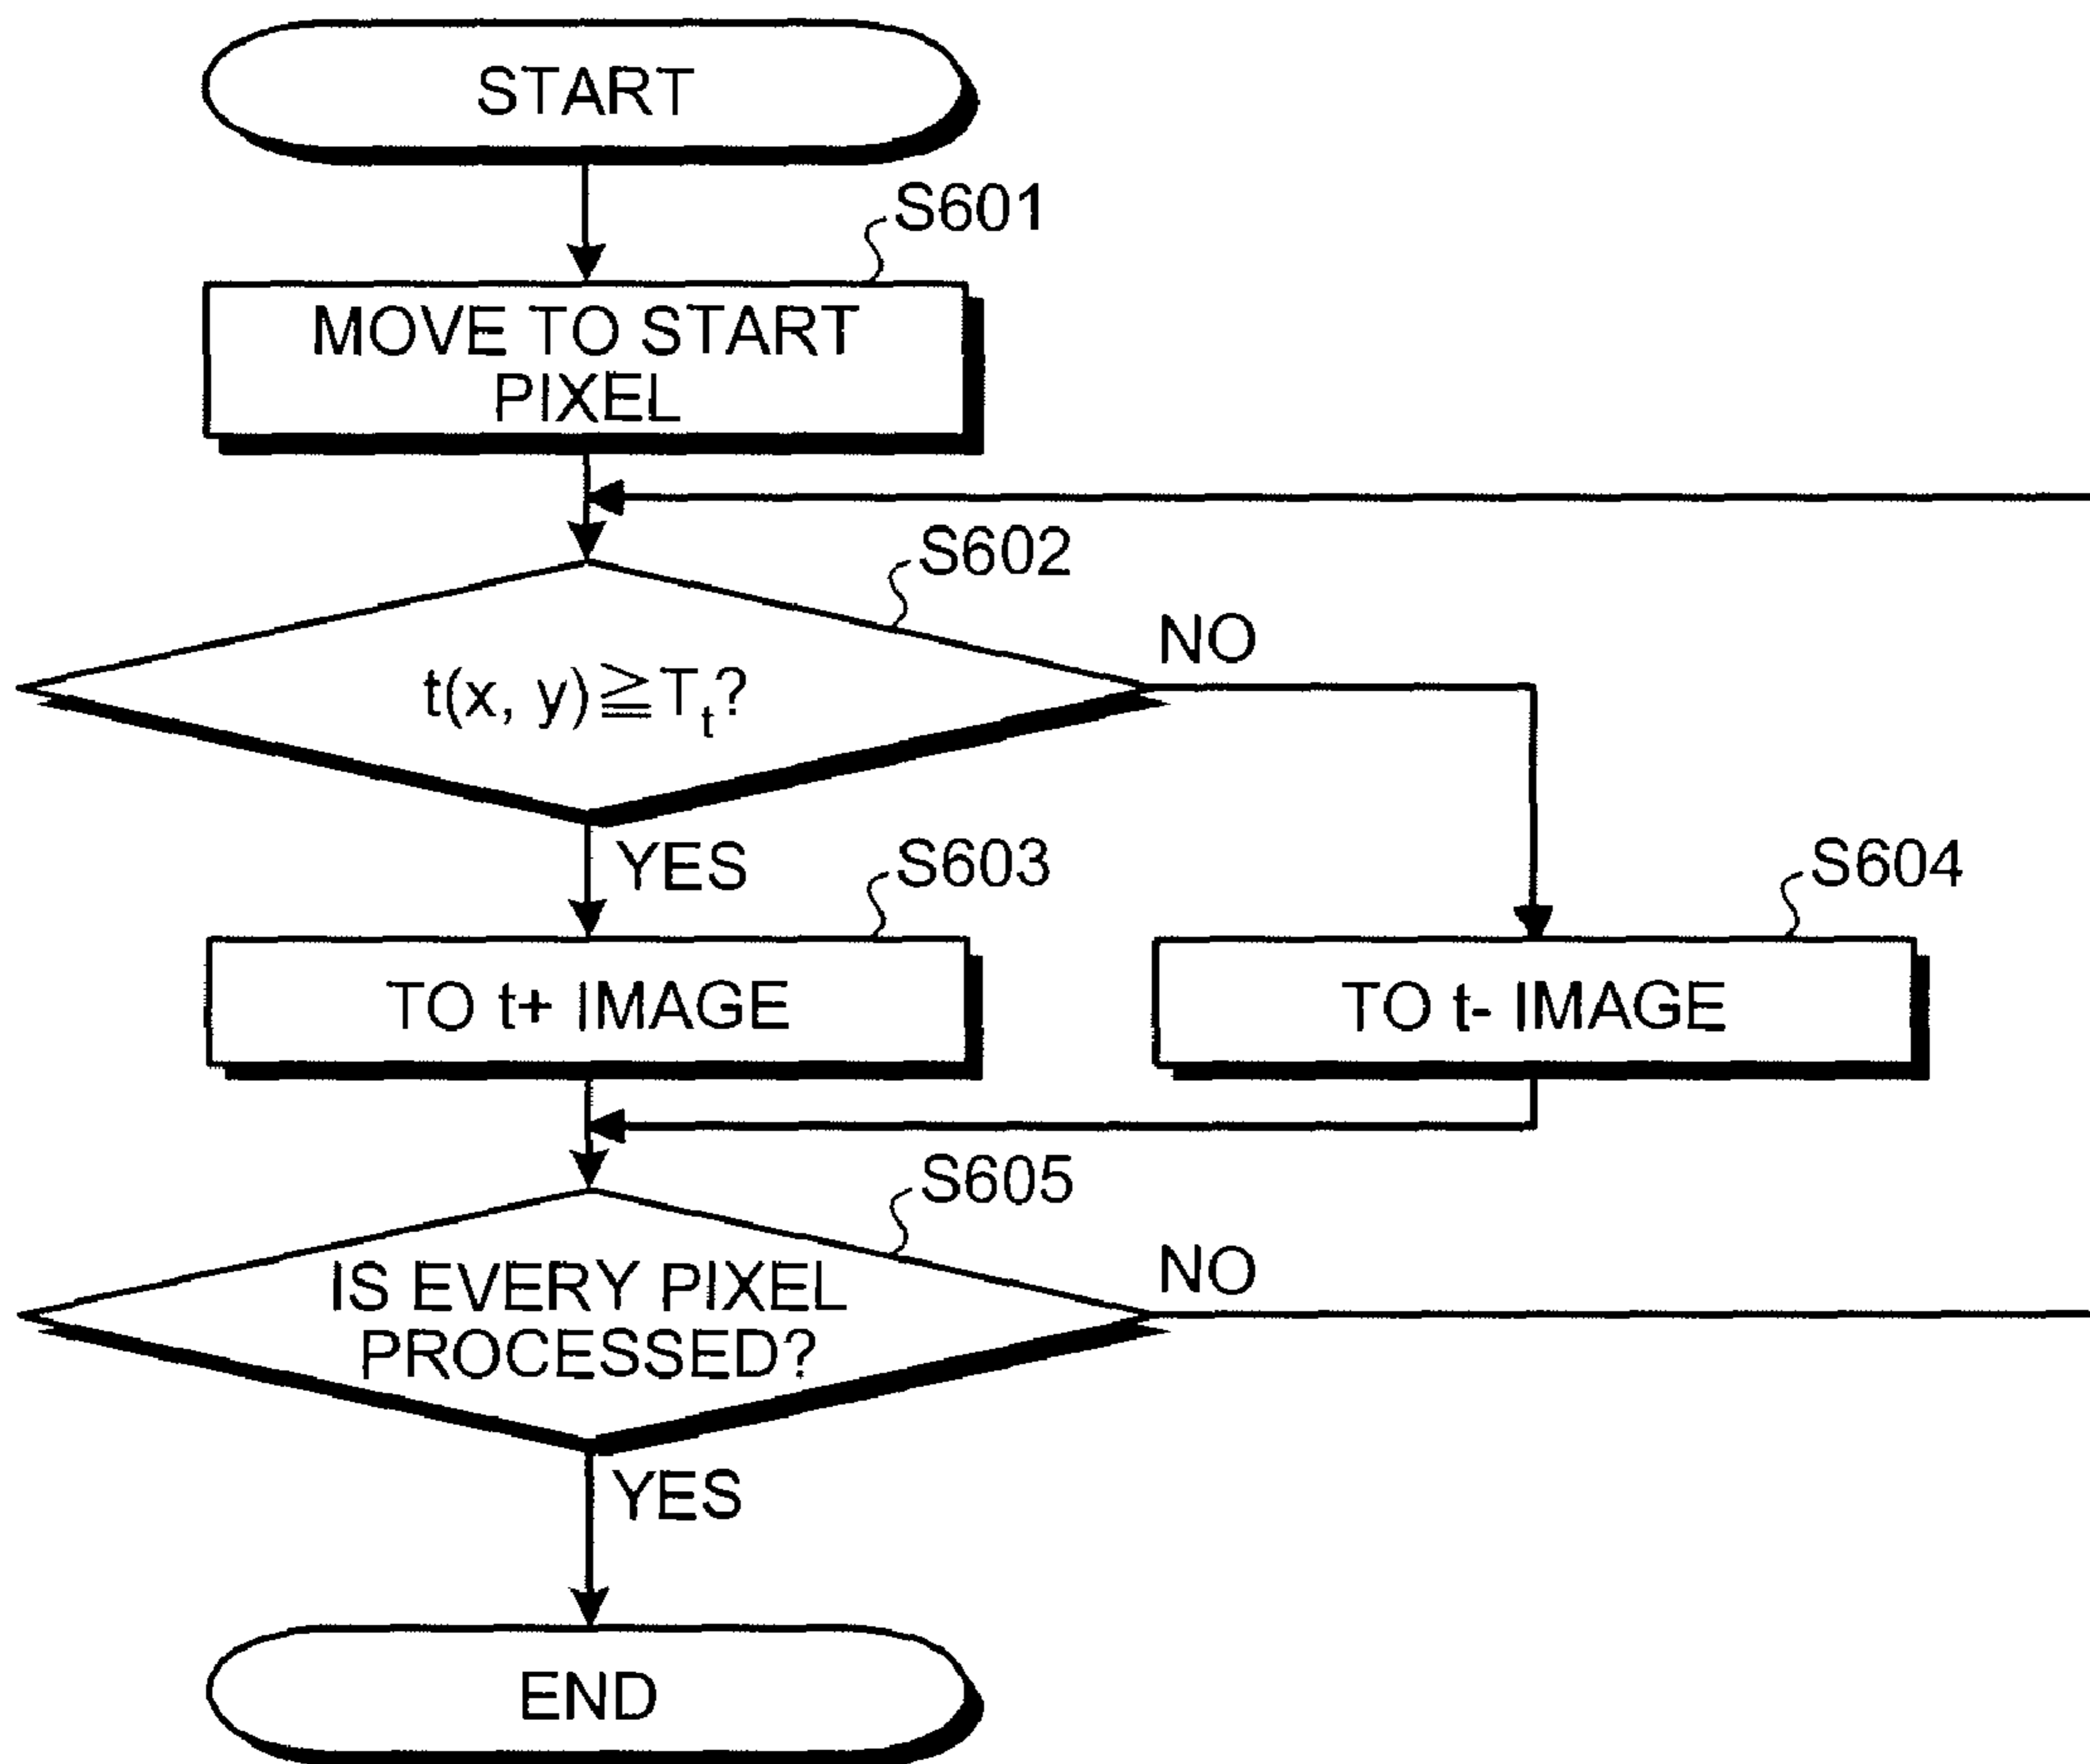 START
S601
MOVE TO START
PIXEL
S602
t(x, y)≧Tt?
NO
YES
S603
S604
TO t+ IMAGE
TO t- IMAGE
S605
IS EVERY PIXEL
PROCESSED?
NO
YES
END